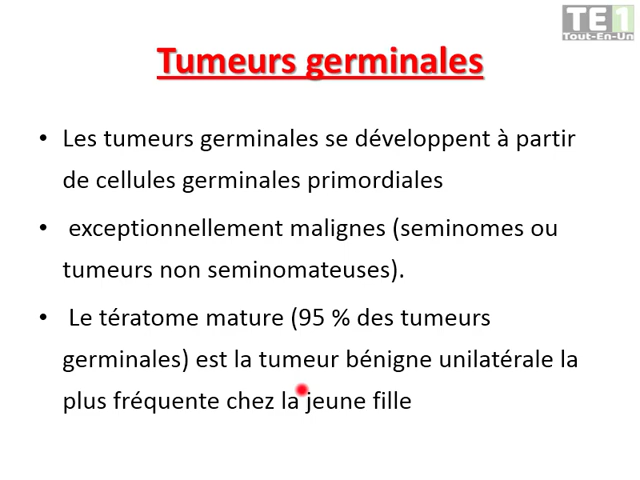 TE1
Tout-En-Un
Tumeurs germinales
• Les tumeurs germinales se développent à partir
de cellules germinales primordiales
• exceptionnellement malignes (seminomes ou
tumeurs non seminomateuses).
• Le tératome mature (95 % des tumeurs
germinales) est la tumeur bénigne unilatérale la
plus fréquente chez la jeune fille